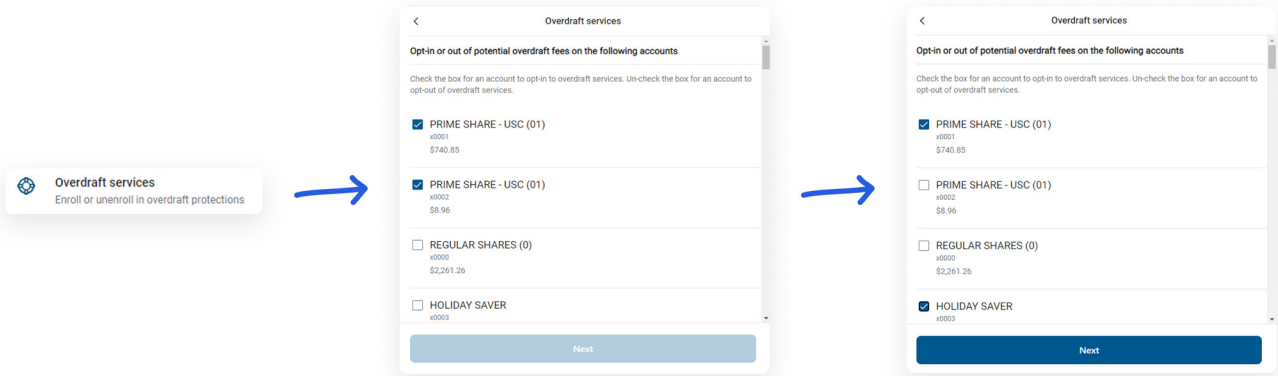 Overdraft services
Enroll or unenroll in overdraft protections
Overdraft services
Opt-in or out of potential overdraft fees on the following accounts
Check the box for an account to opt-in to overdraft services. Un-check the box for an account to
opt-out of overdraft services.
PRIME SHARE - USC (01)
x0001
$740.85
PRIME SHARE - USC (01)
x0002
$8.96
REGULAR SHARES (0)
x0000
$2,261.26
HOLIDAY SAVER
x0003
Next
Overdraft services
Opt-in or out of potential overdraft fees on the following accounts
Check the box for an account to opt-in to overdraft services. Un-check the box for an account to
opt-out of overdraft services.
PRIME SHARE - USC (01)
x0001
$740.85
PRIME SHARE - USC (01)
x0002
$8.96
REGULAR SHARES (0)
x0000
$2,261.26
HOLIDAY SAVER
x0003
Next